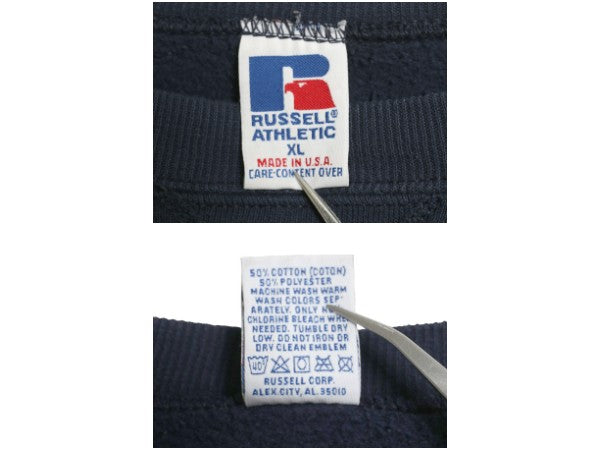 RUSSELL®
ATHLETIC
XL
MADE IN U.S.A.
CARE-CONTENT OVER
50% COTTON (COTON)
50% POLYESTER
MACHINE WASH WARM
WASH COLORS SEP-
ARATELY. ONLY
CHLORINE BLEACH
NEEDED. TUMBLE DRY
LOW. DO NOT IRON OR
DRY CLEAN EMBLEM
40
RUSSELL CORP.
ALEX. CITY, AL. 35010